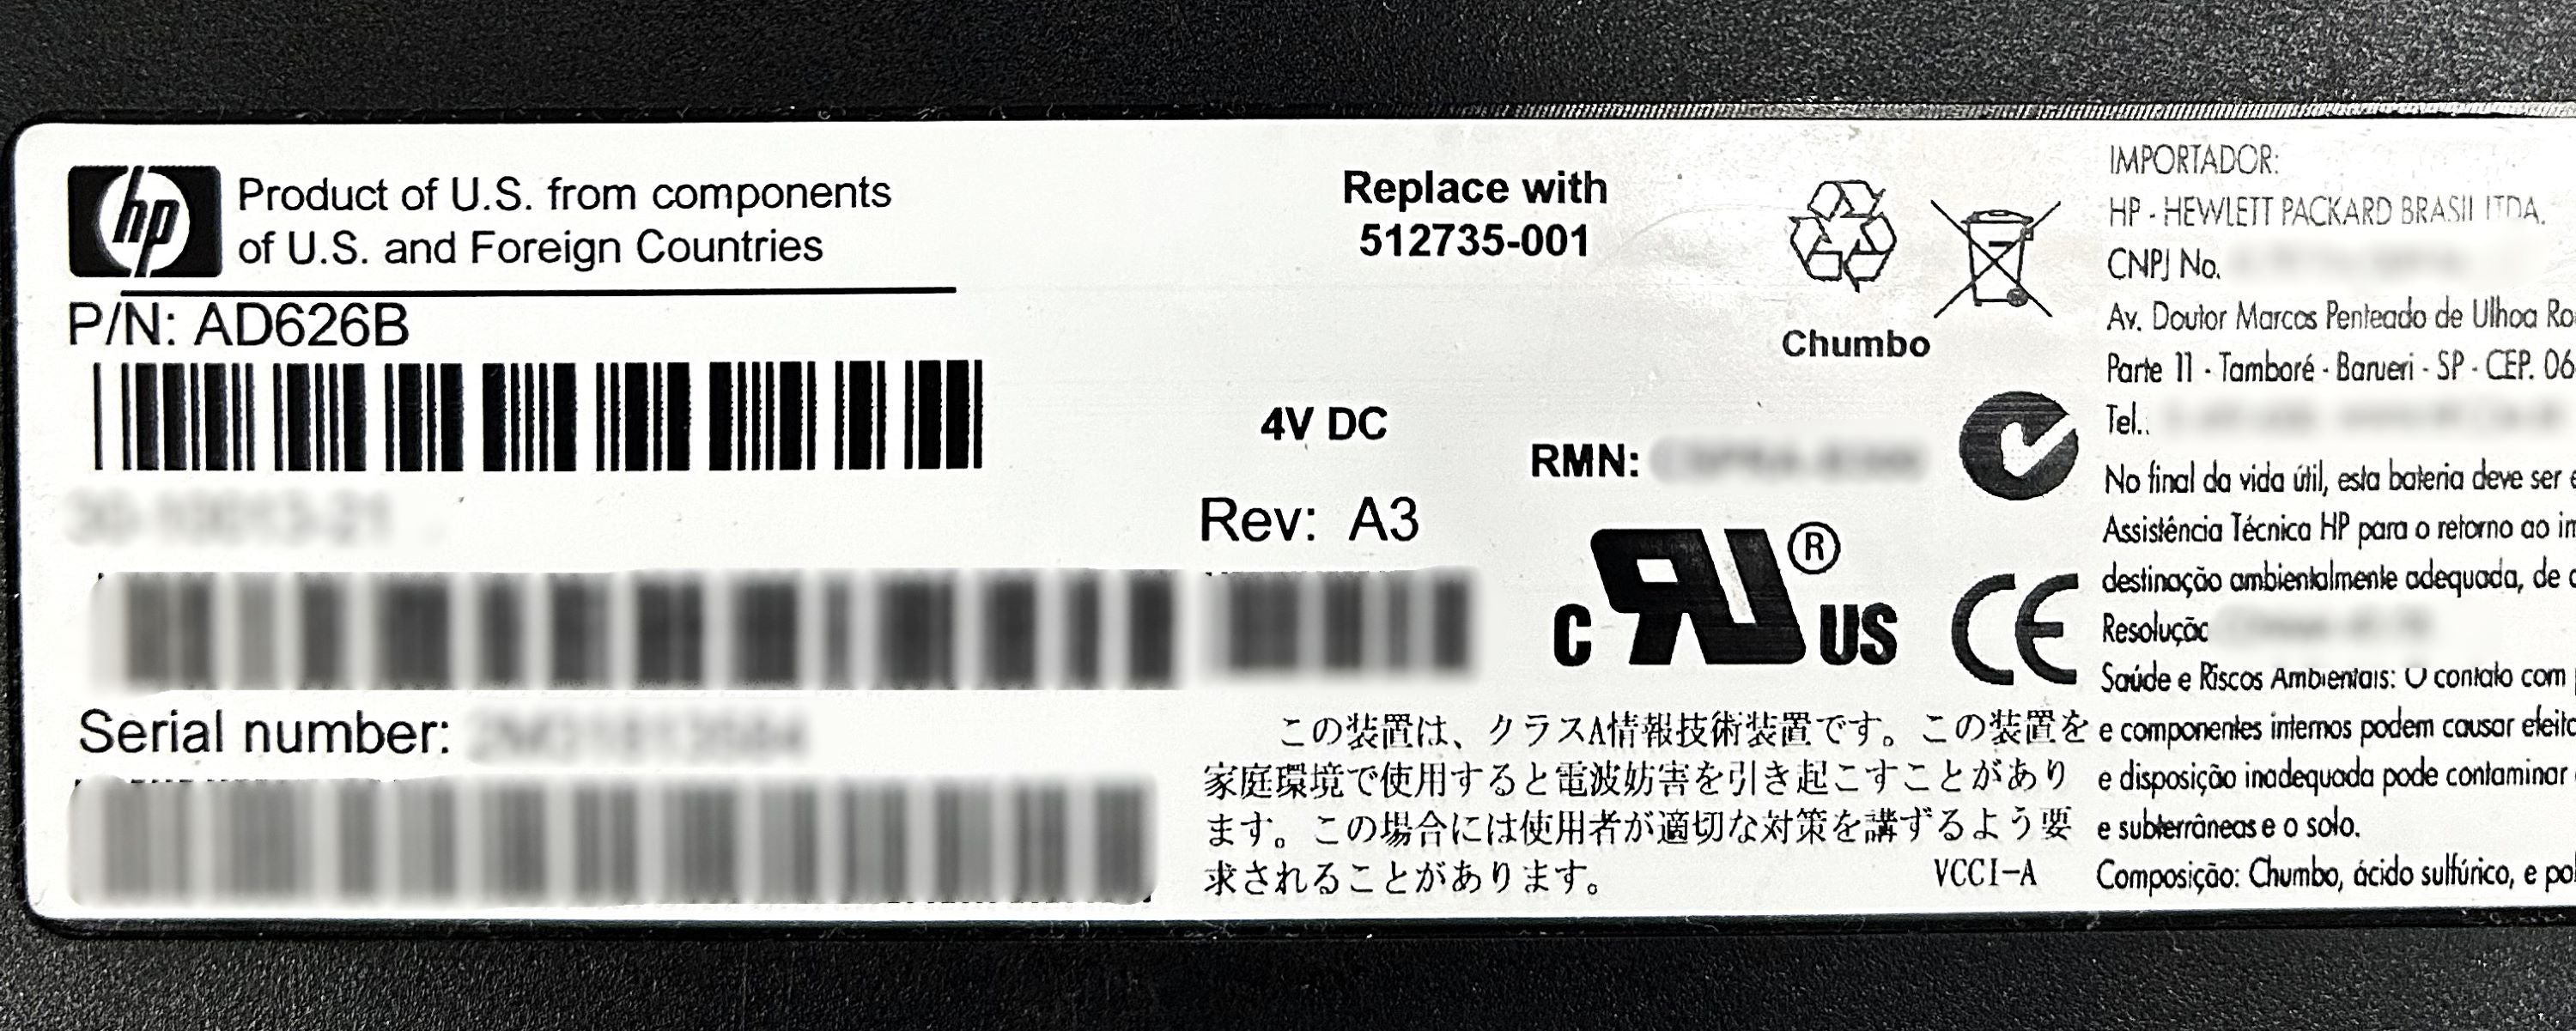 hp
Product of U.S. from components
of U.S. and Foreign Countries
P/N: AD626B
Serial number:
Replace with
512735-001
4V DC
Rev: A3
RMN:
Chumbo
C RU ® US
CE
この装置は、クラスA情報技術装置です。この装置を
家庭環境で使用すると電波妨害を引き起こすことがあり
ます。この場合には使用者が適切な対策を講ずるよう要
求されることがあります。 VCCI-A
IMPORTADOR:
HP - HEWLETT PACKARD BRASIL LTDA.
CNPJ No.
Av. Doutor Marcos Penteado de Ulhoa Ro
Parte 11 - Tamboré - Barueri - SP - CEP. 06
Tel.:
No final da vida útil, esta bateria deve ser
Assistência Técnica HP para o retorno ao
destinação ambientalmente adequada, de
Resolução
Saúde e Riscos Ambientais: O contato com
e componentes internos podem causar
e disposição inadequada pode contaminar
e subterrâneas e o solo.
Composição: Chumbo, ácido sulfúrico, e